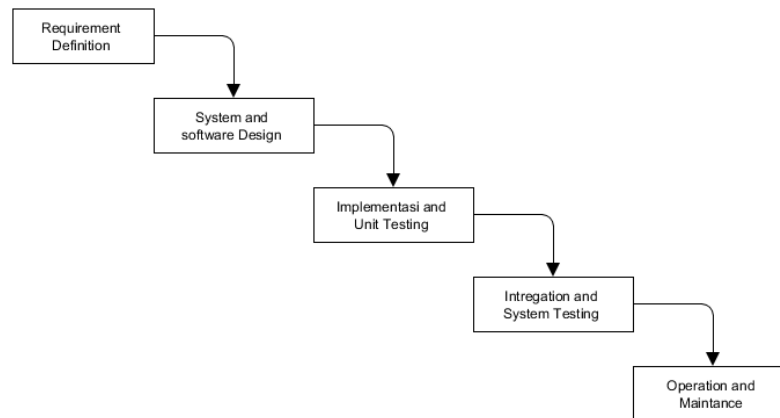 Requirement
Definition
System and
software Design
Implementasi and
Unit Testing
Intregation and
System Testing
Operation and
Maintance